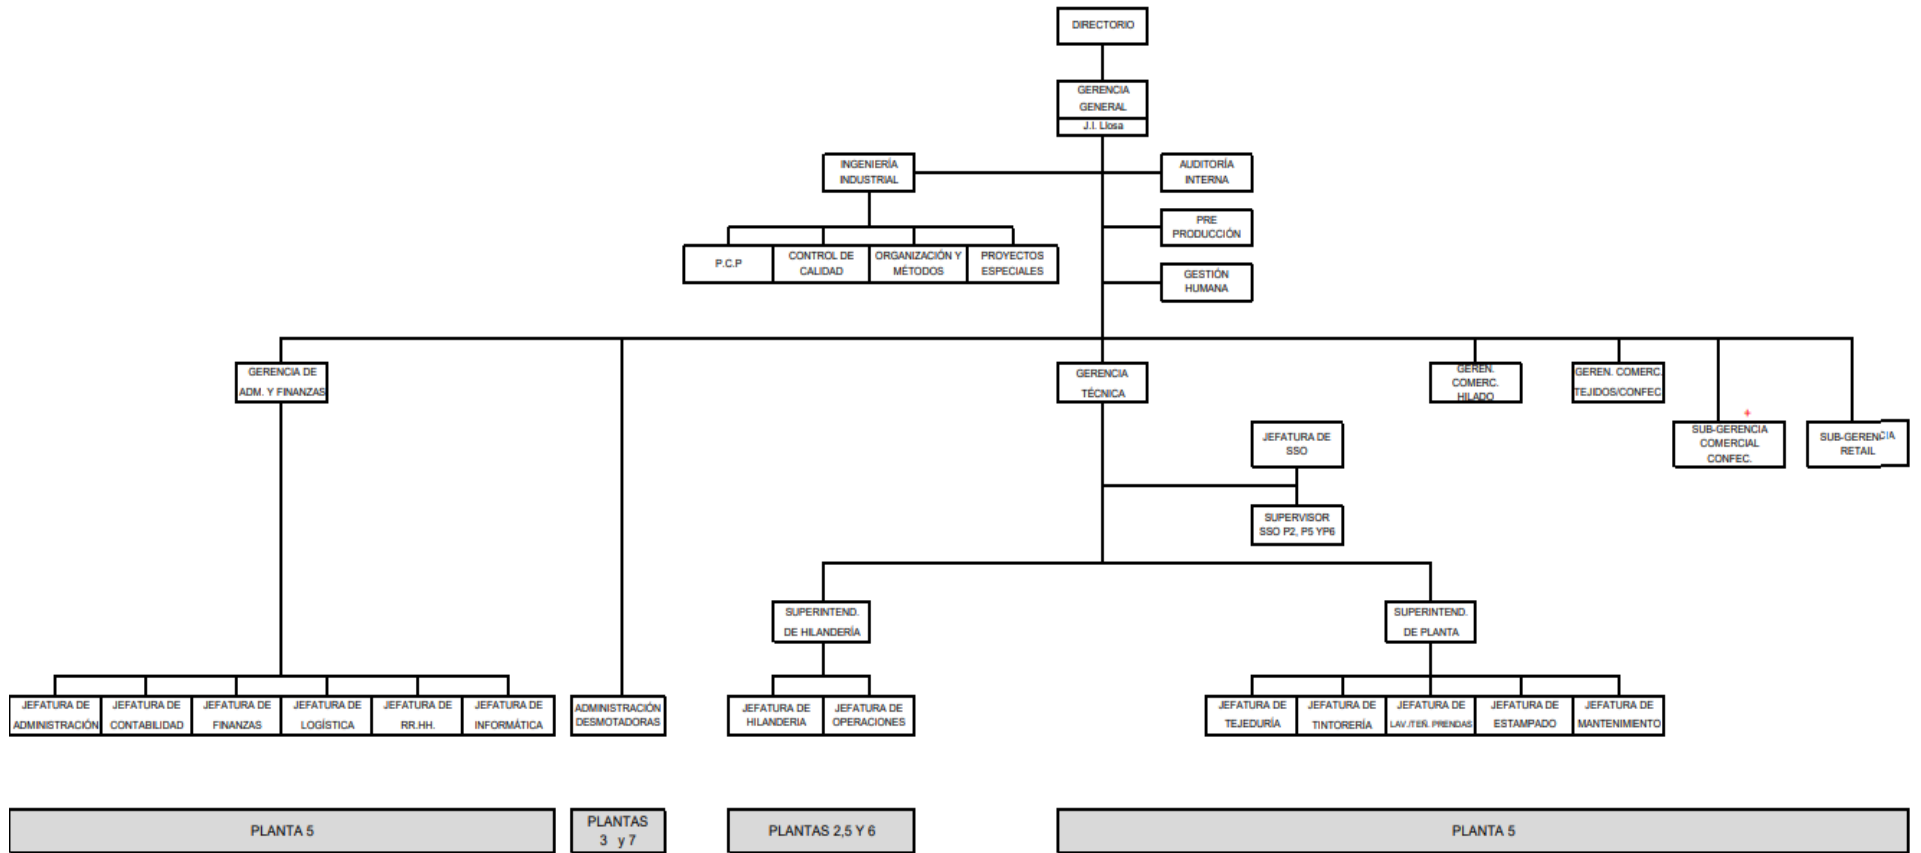 DIRECTORIO
GERENCIA
GENERAL
J.I. Llosa
INGENIERÍA
INDUSTRIAL
AUDITORÍA
INTERNA
PRE
PRODUCCIÓN
GESTIÓN
HUMANA
P.C.P
CONTROL DE
CALIDAD
ORGANIZACIÓN Y
MÉTODOS
PROYECTOS
ESPECIALES
GERENCIA DE
ADM. Y FINANZAS
GERENCIA
TÉCNICA
GEREN.
COMERC.
HILADO
GEREN. COMERC.
TEJIDOS/CONFEC
+
SUB-GERENCIA
COMERCIAL
CONFEC.
SUB-GERENCIA
RETAIL
JEFATURA DE
SSO
SUPERVISOR
SSO P2, P5 YP6
SUPERINTEND.
DE HILANDERÍA
SUPERINTEND.
DE PLANTA
JEFATURA DE
ADMINISTRACIÓN
JEFATURA DE
CONTABILIDAD
JEFATURA DE
FINANZAS
JEFATURA DE
LOGÍSTICA
JEFATURA DE
RR.HH.
JEFATURA DE
INFORMÁTICA
ADMINISTRACIÓN
DESMOTADORAS
JEFATURA DE
HILANDERIA
JEFATURA DE
OPERACIONES
JEFATURA DE
TEJEDURÍA
JEFATURA DE
TINTORERÍA
JEFATURA DE
LAV./TEÑ. PRENDAS
JEFATURA DE
ESTAMPADO
JEFATURA DE
MANTENIMIENTO
PLANTA 5
PLANTAS
3 y 7
PLANTAS 2,5 Y 6
PLANTA 5